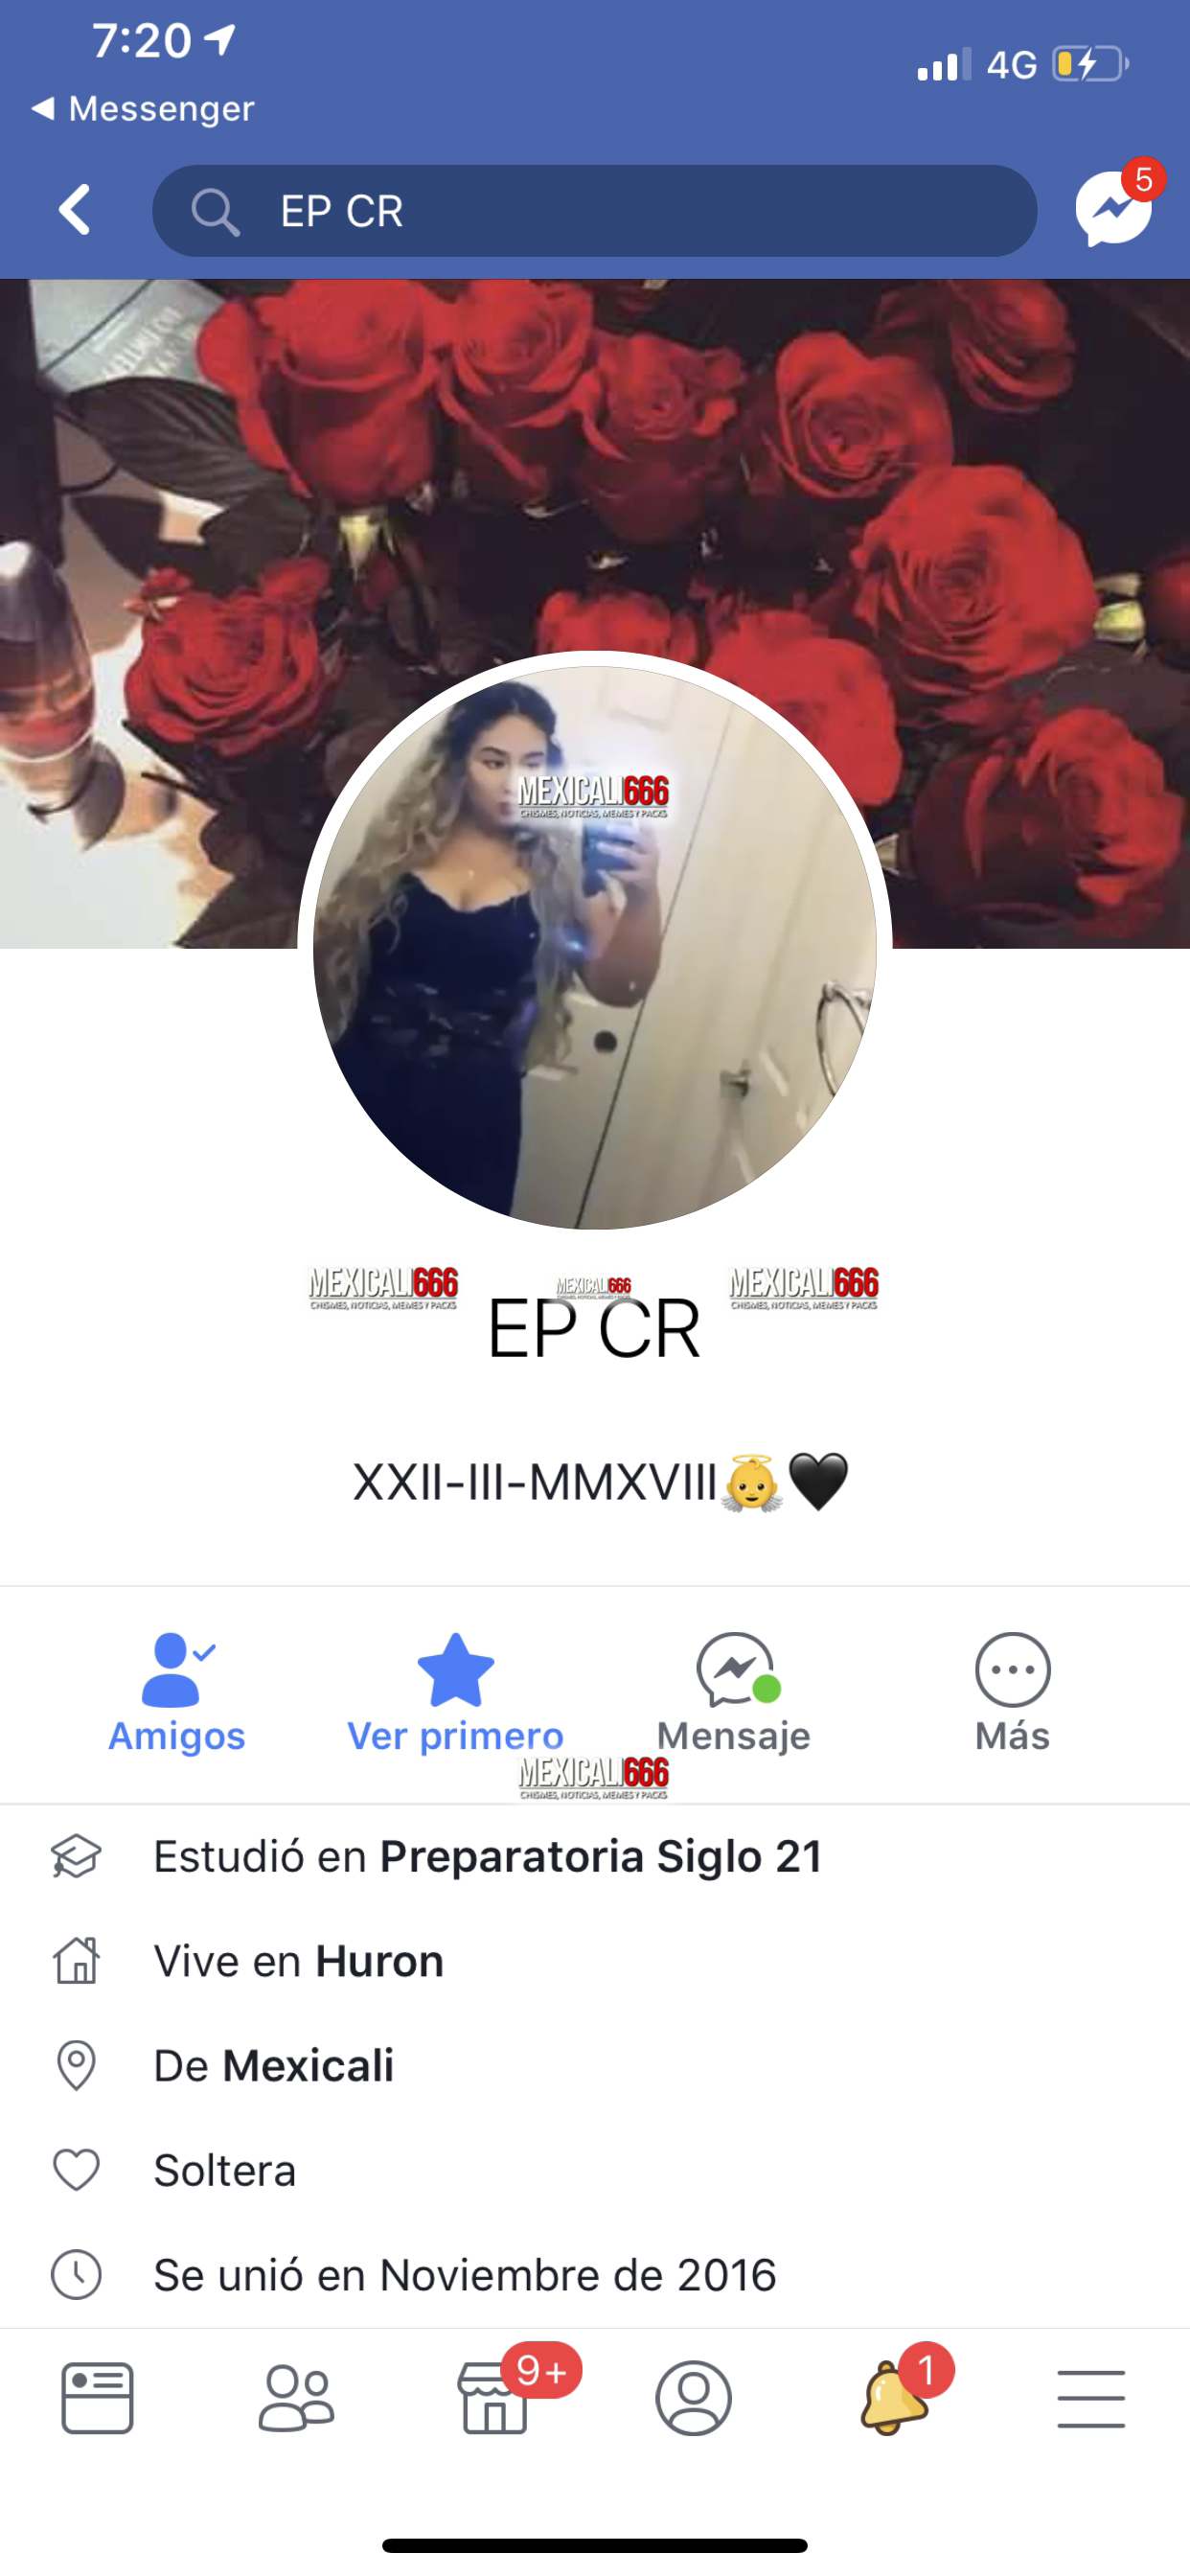 7:20
4G
Messenger
EP CR
5
MEXICALI666
CHISMES, NOTICIAS, MEMES Y PACKS
MEXICALI666
CHISMES, NOTICIAS, MEMES Y PACKS
MEXICALI666
MEXICALI666
CHISMES, NOTICIAS, MEMES Y PACKS
EP CR
XXII-III-MMXVIII👼🖤
Amigos
Ver primero
Mensaje
Más
MEXICALI666
CHISMES, NOTICIAS, MEMES Y PACKS
Estudió en Preparatoria Siglo 21
Vive en Huron
De Mexicali
Soltera
Se unió en Noviembre de 2016
9+
1